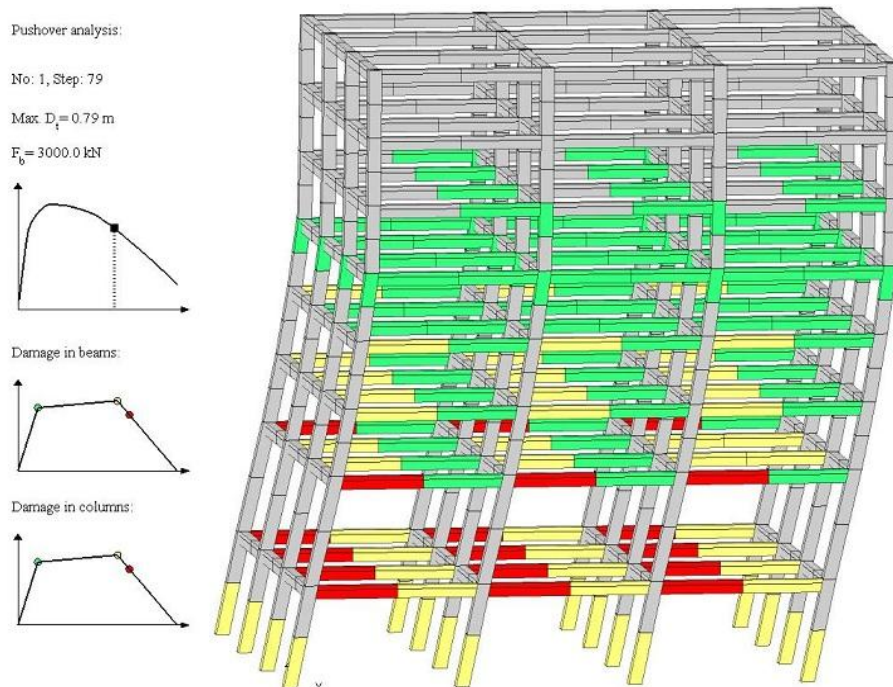 Pushover analysis:
No: 1, Step: 79
Max. Dt = 0.79 m
Fb = 3000.0 kN
Damage in beams:
Damage in columns: